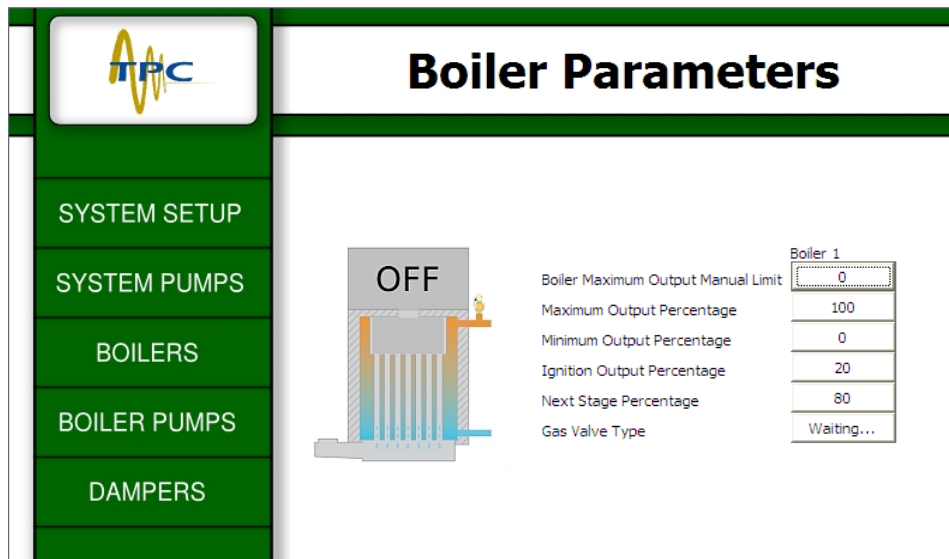 TPC
Boiler Parameters
SYSTEM SETUP
SYSTEM PUMPS
BOILERS
BOILER PUMPS
DAMPERS
OFF
Boiler 1
Boiler Maximum Output Manual Limit 0
Maximum Output Percentage 100
Minimum Output Percentage 0
Ignition Output Percentage 20
Next Stage Percentage 80
Gas Valve Type Waiting...